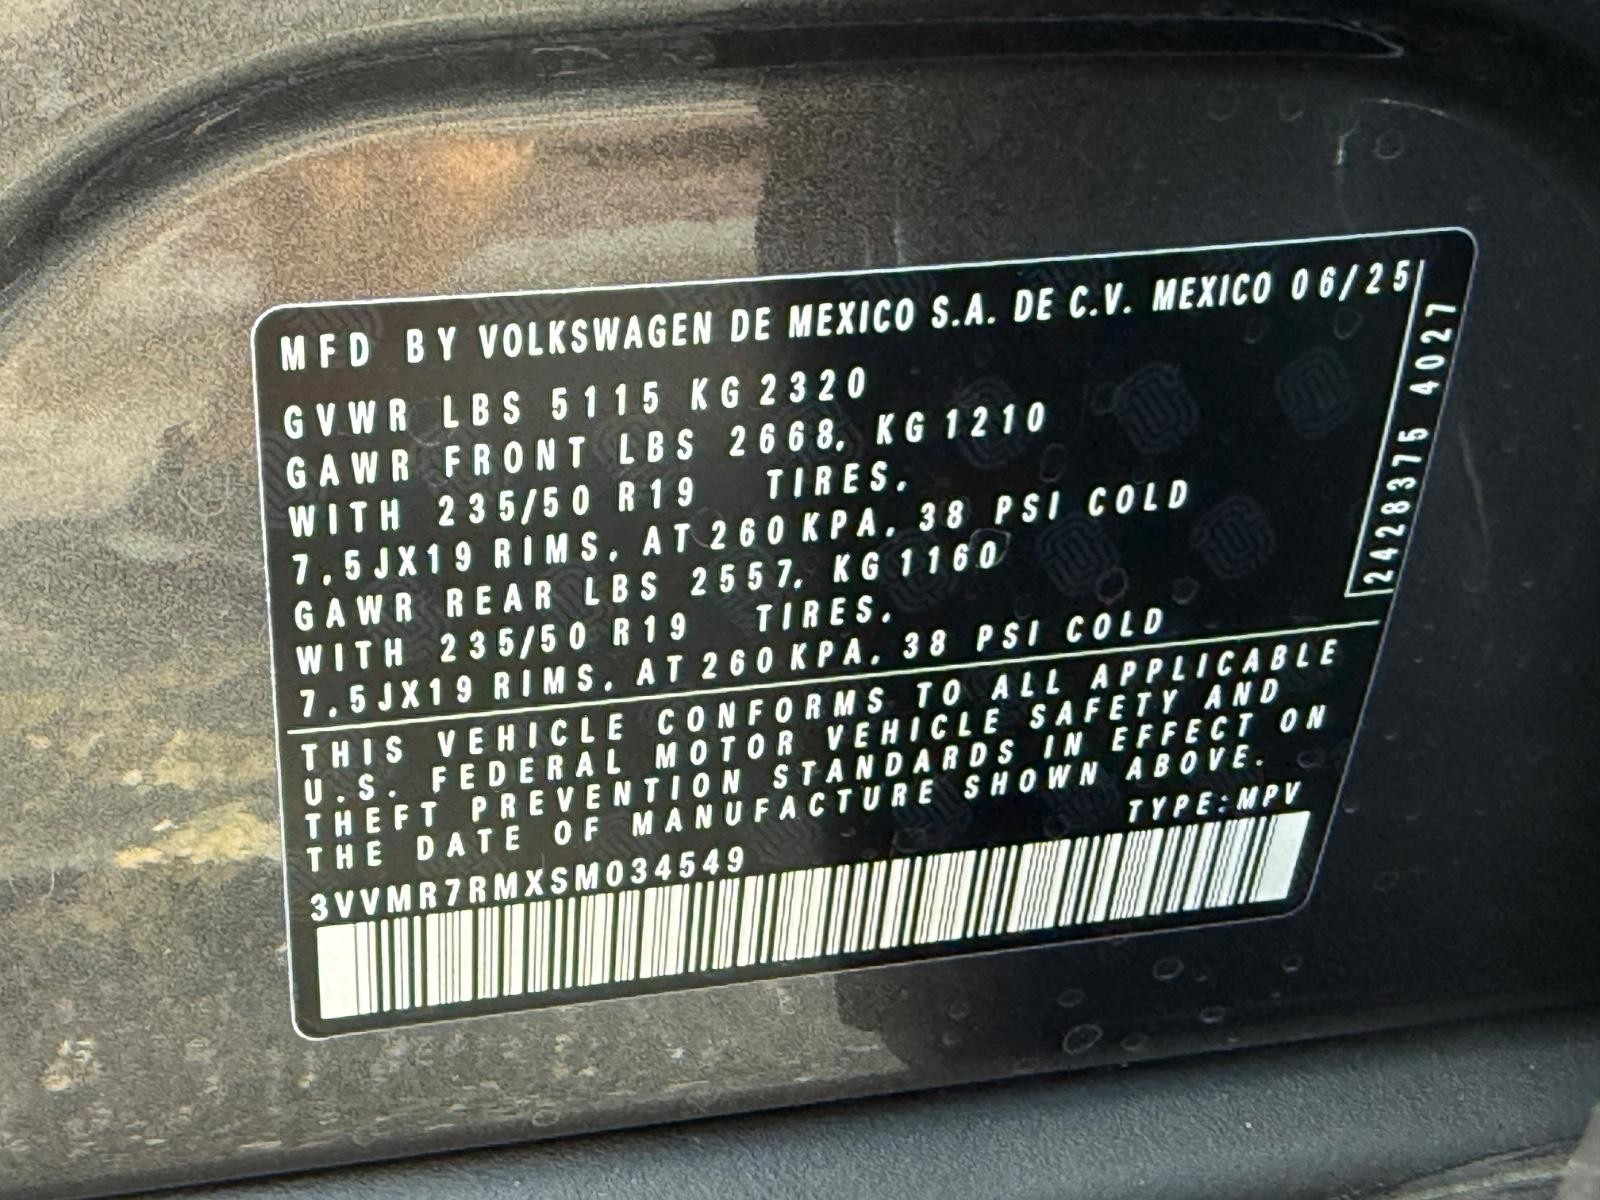 MFD BY VOLKSWAGEN DE MEXICO S.A. DE C.V. MEXICO 06/25
GVWR LBS 5115 KG 2320
GAWR FRONT LBS 2668, KG 1210
WITH 235/50 R19 TIRES.
7.5JX19 RIMS, AT 260 KPA, 38 PSI COLD
GAWR REAR LBS 2557, KG 1160
WITH 235/50 R19 TIRES.
7.5JX19 RIMS, AT 260 KPA, 38 PSI COLD
2428375 4027
THIS VEHICLE CONFORMS TO ALL APPLICABLE
U.S. FEDERAL MOTOR VEHICLE SAFETY AND
THEFT PREVENTION STANDARDS IN EFFECT ON
THE DATE OF MANUFACTURE SHOWN ABOVE.
TYPE:MPV
3VVMR7RMXSM034549